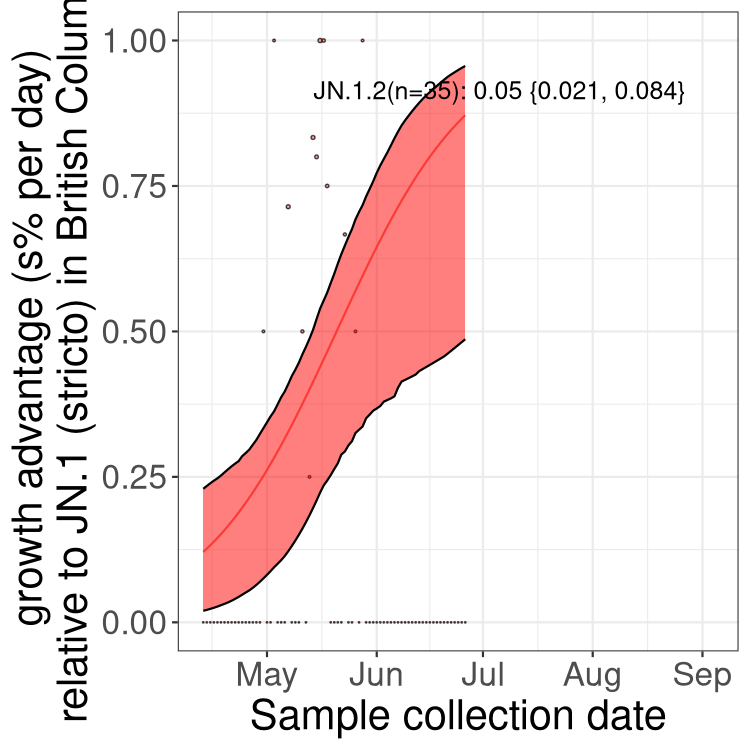 growth advantage (s% per day)
relative to JN.1 (stricto) in British Colum
1.00
0.75
0.50
0.25
0.00
JN.1.2(n=35): 0.05 {0.021, 0.084}
May Jun Jul Aug Sep
Sample collection date